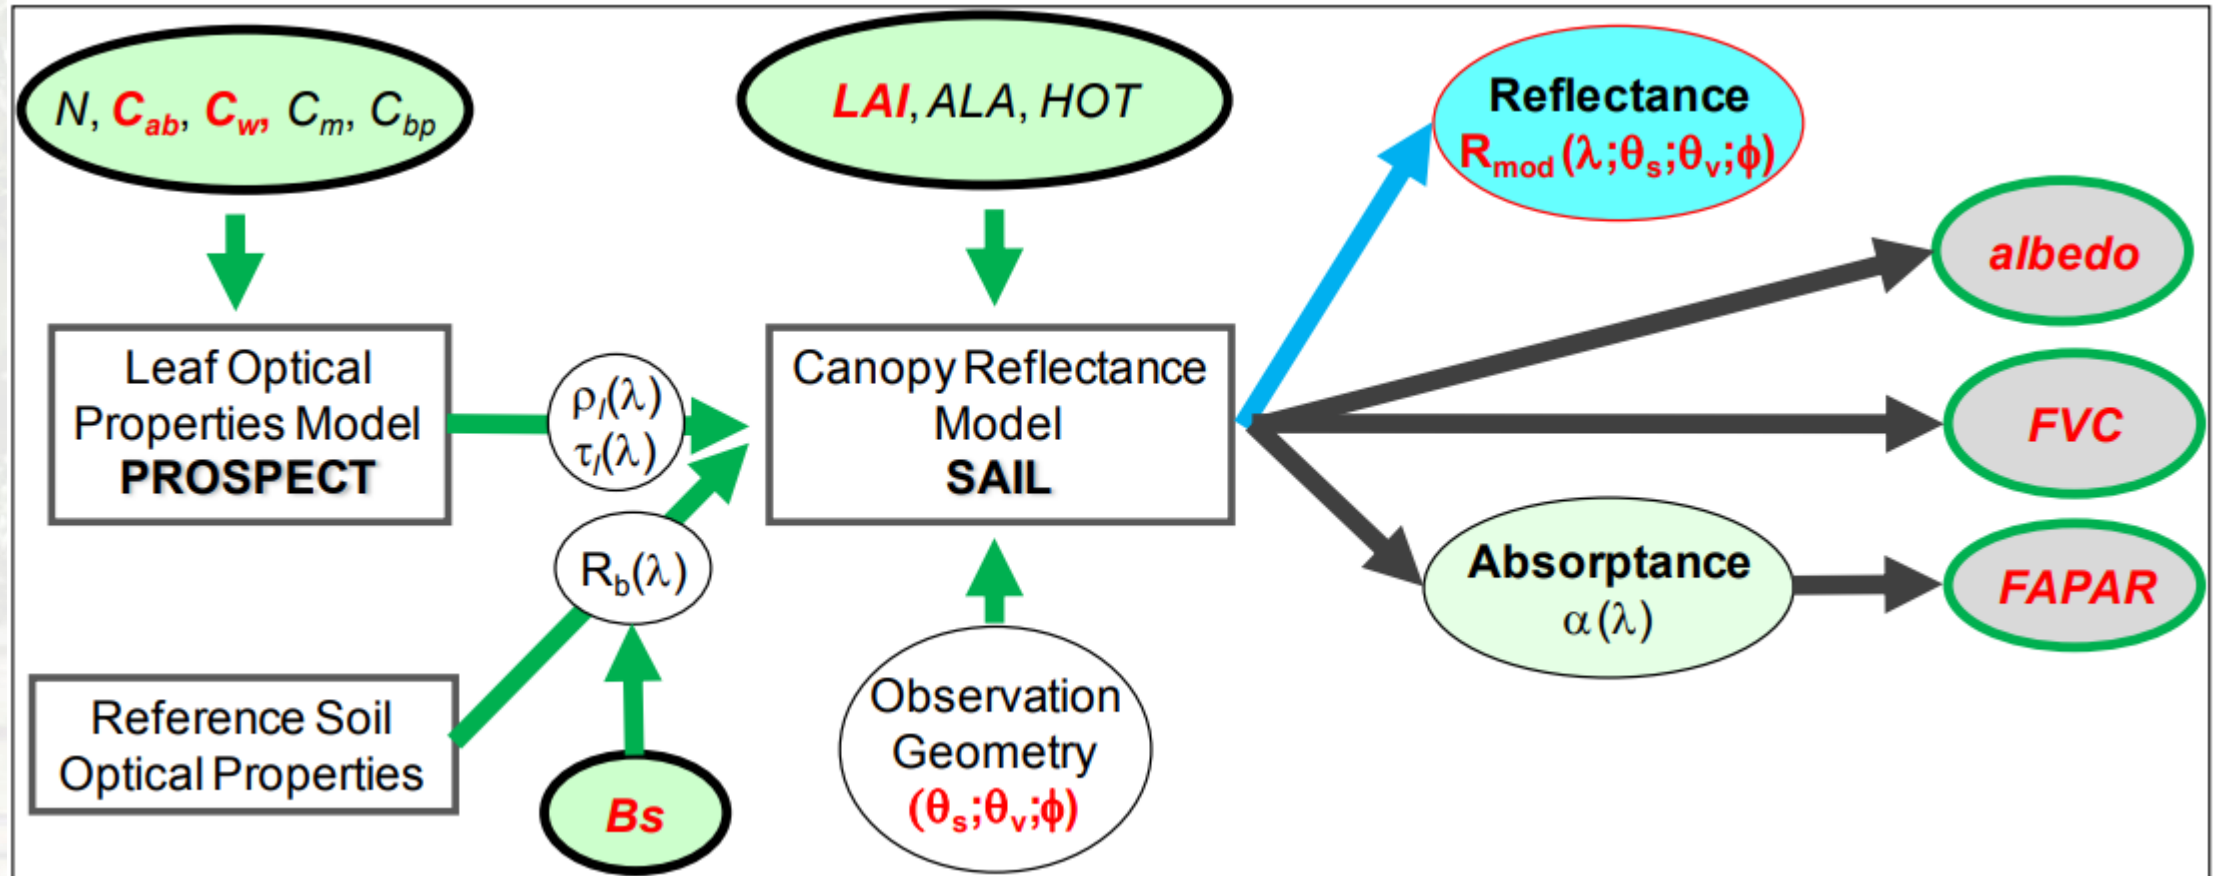 N, Cab, Cw, Cm, Cbp
LAI, ALA, HOT
Reflectance
Rmod (λ;θs;θv;ϕ)
albedo
Leaf Optical
Properties Model
PROSPECT
ρl(λ)
τl(λ)
Canopy Reflectance
Model
SAIL
FVC
Rb(λ)
Absorptance
α(λ)
FAPAR
Reference Soil
Optical Properties
Bs
Observation
Geometry
(θs;θv;ϕ)